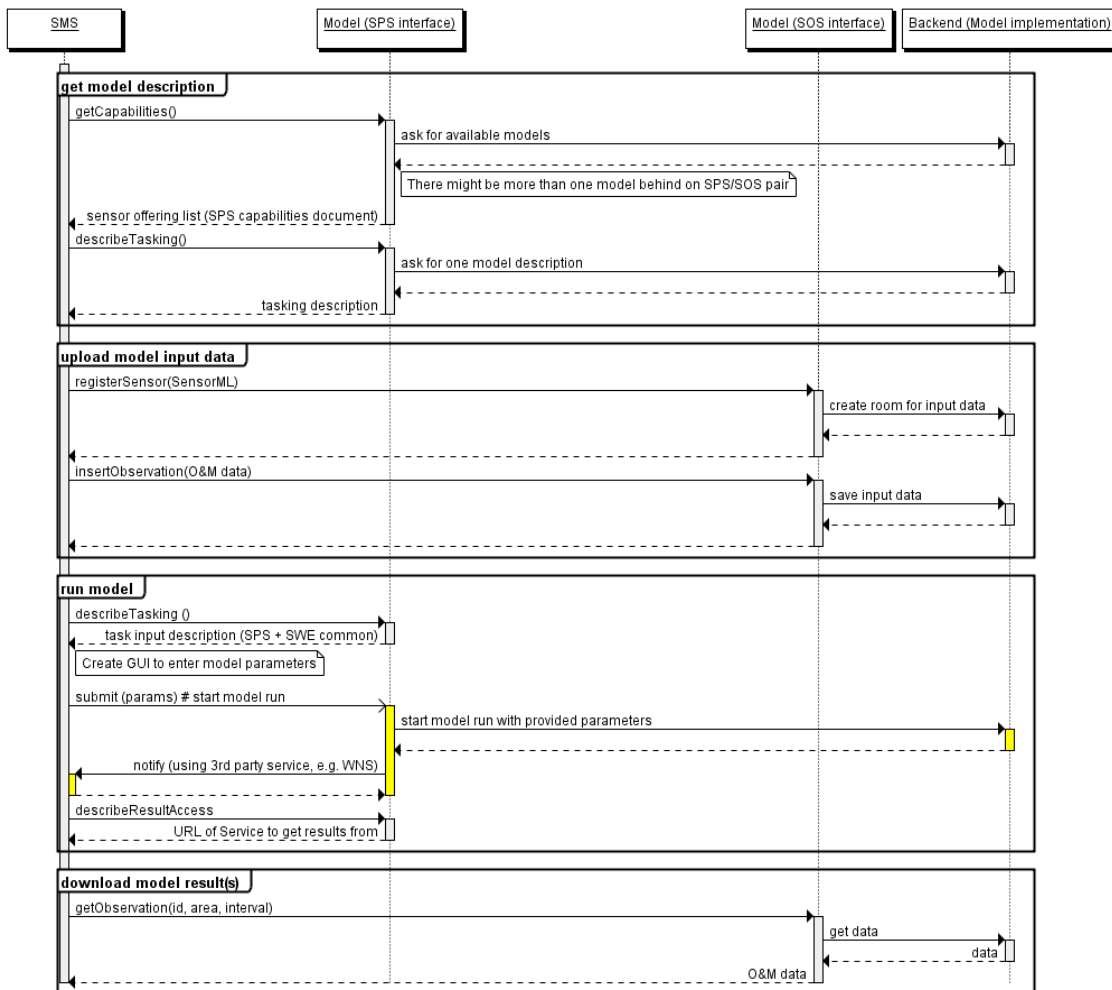 SMS
Model (SPS interface)
Model (SOS interface)
Backend (Model implementation)
get model description
getCapabilities()
ask for available models
There might be more than one model behind on SPS/SOS pair
sensor offering list (SPS capabilities document)
describeTasking()
ask for one model description
tasking description
upload model input data
registerSensor(SensorML)
create room for input data
insertObservation(O&M data)
save input data
run model
describeTasking ()
task input description (SPS + SWE common)
Create GUI to enter model parameters
submit (params) # start model run
start model run with provided parameters
notify (using 3rd party service, e.g. WNS)
describeResultAccess
URL of Service to get results from
download model result(s)
getObservation(id, area, interval)
get data
data
O&M data